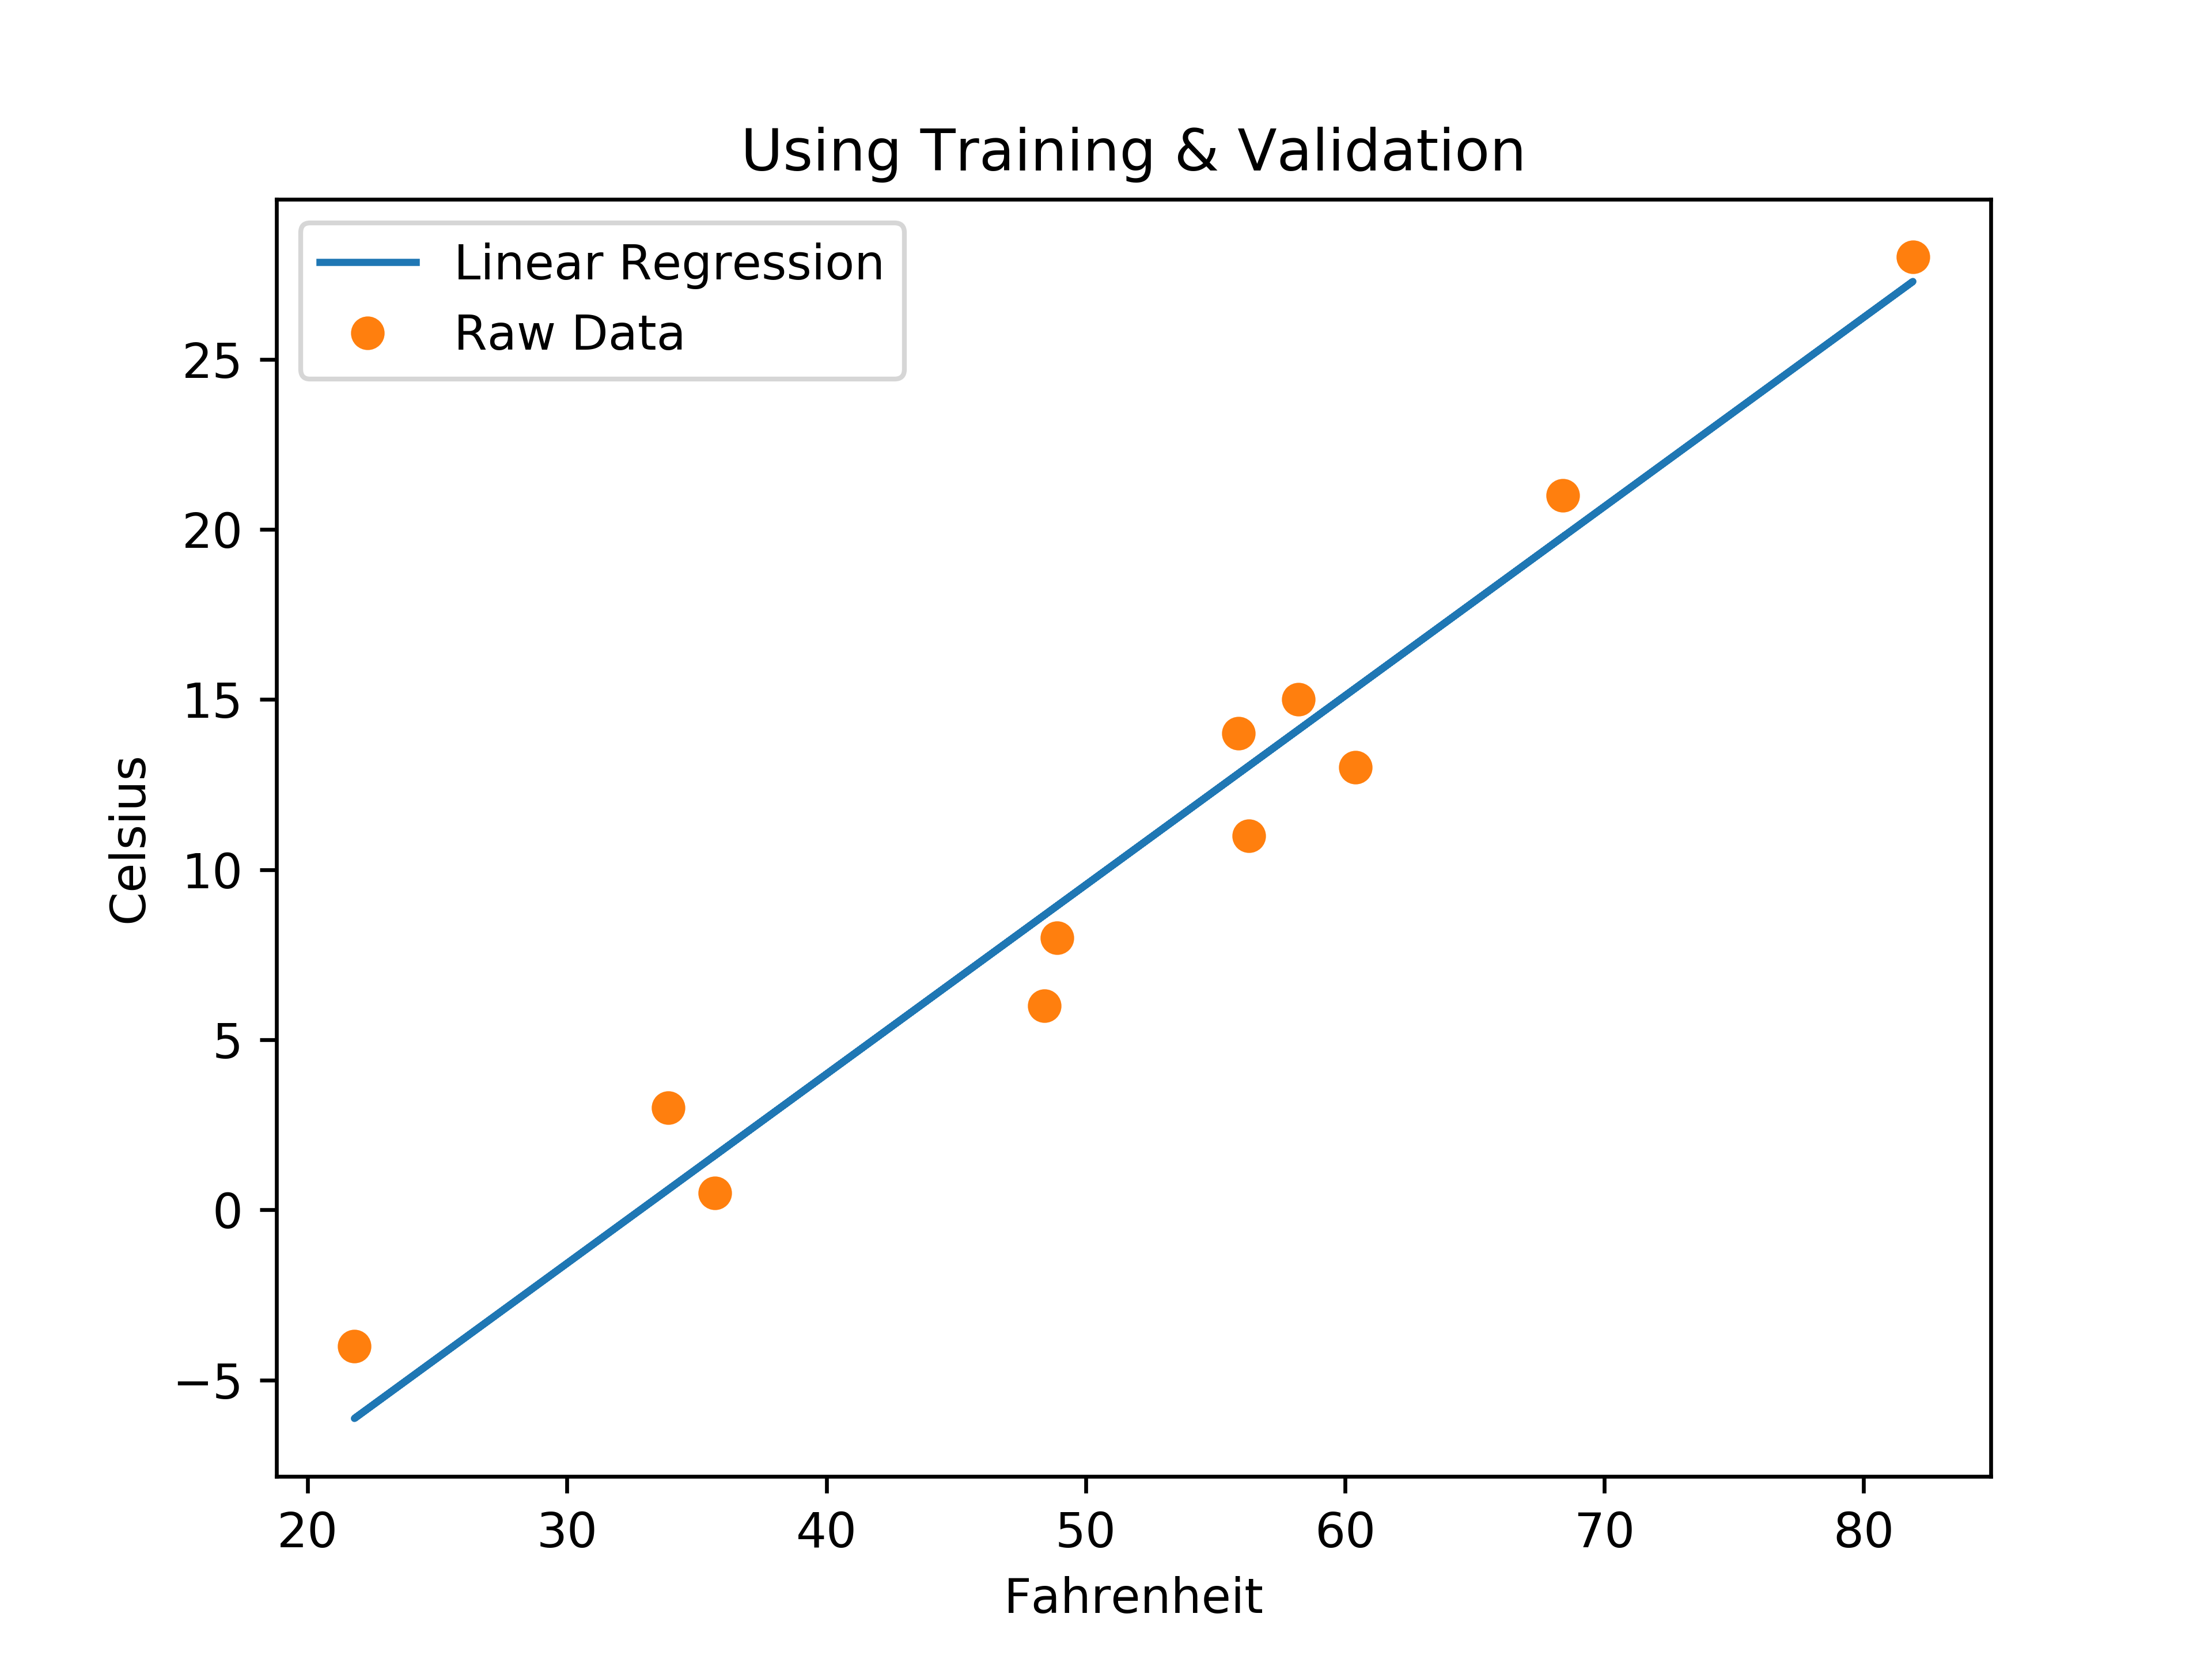 Using Training & Validation
Linear Regression
Raw Data
25
20
15
10
5
0
−5
Celsius
20 30 40 50 60 70 80
Fahrenheit